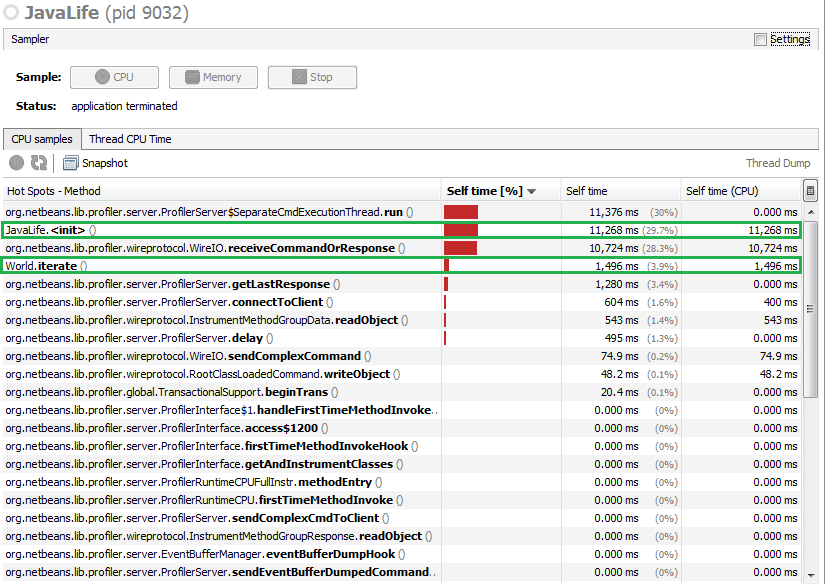 JavaLife (pid 9032)
Sampler Settings
Sample: CPU Memory Stop
Status: application terminated
CPU samples Thread CPU Time
Snapshot Thread Dump
Hot Spots - Method Self time [%] Self time Self time (CPU)
org.netbeans.lib.profiler.server.ProfilerServer$SeparateCmdExecutionThread.run () 11,376 ms (30%) 0.000 ms
JavaLife.<init> () 11,268 ms (29.7%) 11,268 ms
org.netbeans.lib.profiler.wireprotocol.WireIO.receiveCommandOrResponse () 10,724 ms (28.3%) 10,724 ms
World.iterate () 1,496 ms (3.9%) 1,496 ms
org.netbeans.lib.profiler.server.ProfilerServer.getLastResponse () 1,280 ms (3.4%) 0.000 ms
org.netbeans.lib.profiler.server.ProfilerServer.connectToClient () 604 ms (1.6%) 400 ms
org.netbeans.lib.profiler.wireprotocol.InstrumentMethodGroupData.readObject () 543 ms (1.4%) 543 ms
org.netbeans.lib.profiler.server.ProfilerServer.delay () 495 ms (1.3%) 0.000 ms
org.netbeans.lib.profiler.wireprotocol.WireIO.sendComplexCommand () 74.9 ms (0.2%) 74.9 ms
org.netbeans.lib.profiler.wireprotocol.RootClassLoadedCommand.writeObject () 48.2 ms (0.1%) 48.2 ms
org.netbeans.lib.profiler.global.TransactionalSupport.beginTrans () 20.4 ms (0.1%) 0.000 ms
org.netbeans.lib.profiler.server.ProfilerInterface$1.handleFirstTimeMethodInvoke.. 0.000 ms (0%) 0.000 ms
org.netbeans.lib.profiler.server.ProfilerInterface.access$1200 () 0.000 ms (0%) 0.000 ms
org.netbeans.lib.profiler.server.ProfilerInterface.firstTimeMethodInvokeHook () 0.000 ms (0%) 0.000 ms
org.netbeans.lib.profiler.server.ProfilerInterface.getAndInstrumentClasses () 0.000 ms (0%) 0.000 ms
org.netbeans.lib.profiler.server.ProfilerRuntimeCPUFullInstr.methodEntry () 0.000 ms (0%) 0.000 ms
org.netbeans.lib.profiler.server.ProfilerRuntimeCPU.firstTimeMethodInvoke () 0.000 ms (0%) 0.000 ms
org.netbeans.lib.profiler.server.ProfilerServer.sendComplexCmdToClient () 0.000 ms (0%) 0.000 ms
org.netbeans.lib.profiler.wireprotocol.InstrumentMethodGroupResponse.readObject () 0.000 ms (0%) 0.000 ms
org.netbeans.lib.profiler.server.EventBufferManager.eventBufferDumpHook () 0.000 ms (0%) 0.000 ms
org.netbeans.lib.profiler.server.ProfilerServer.sendEventBufferDumpedCommand... 0.000 ms (0%) 0.000 ms